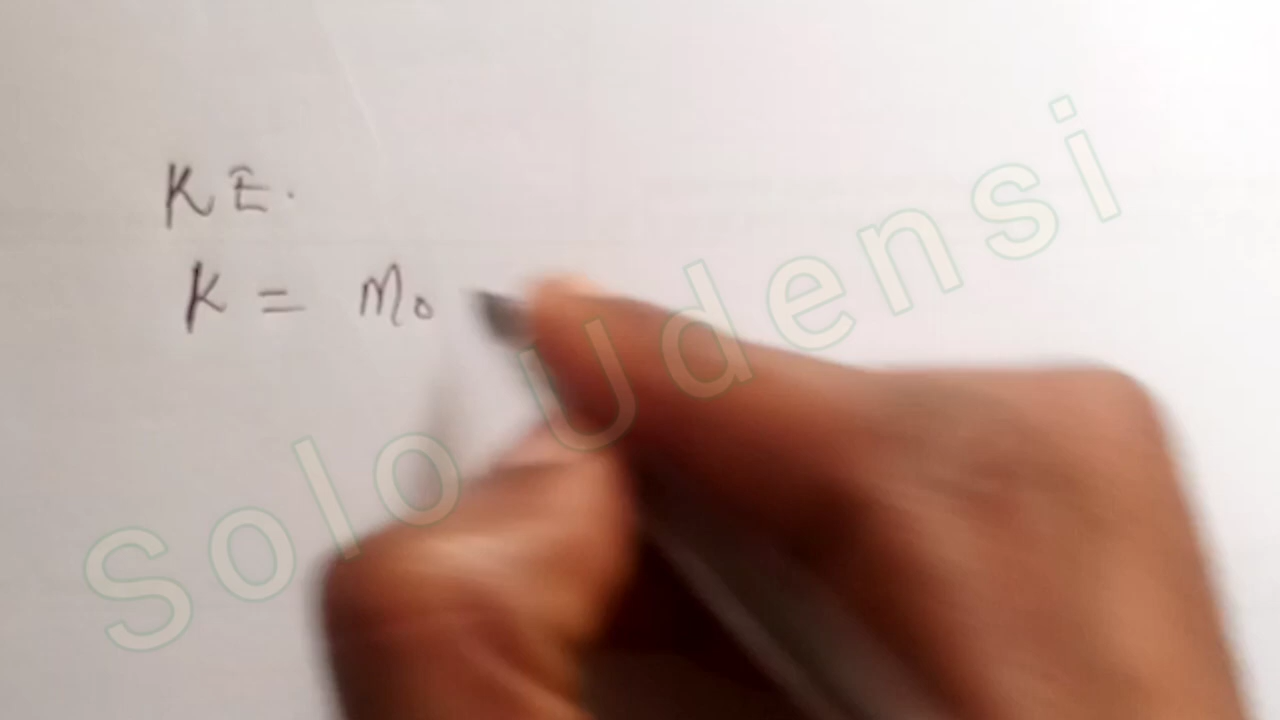 KE.
K = Mo
Solo Udensi